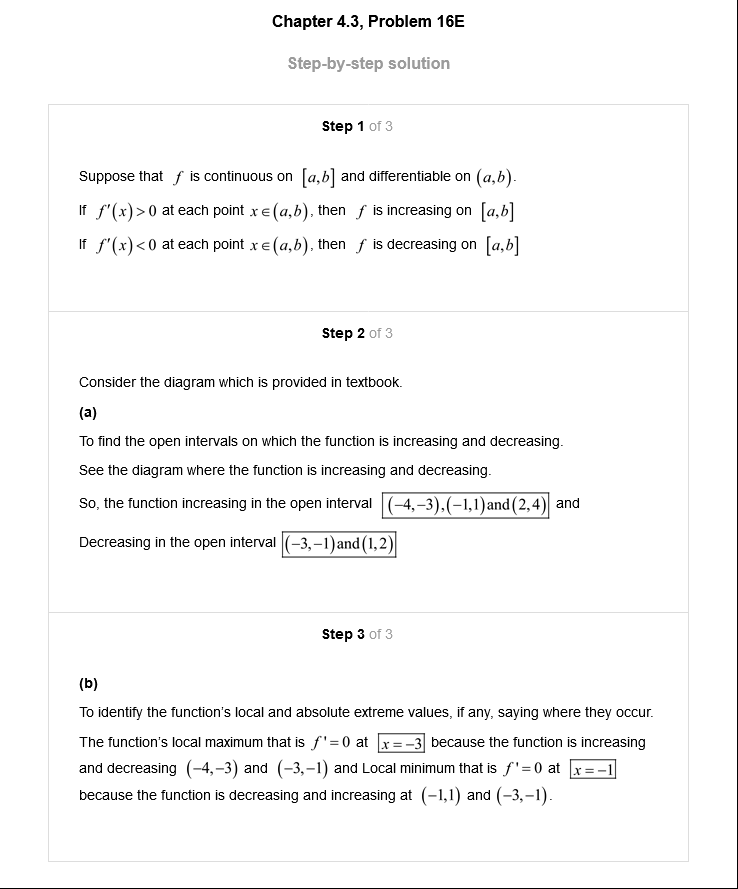 Chapter 4.3, Problem 16E
Step-by-step solution
Step 1 of 3
Suppose that f is continuous on [a,b] and differentiable on (a,b).
If f'(x)>0 at each point x∈(a,b), then f is increasing on [a,b]
If f'(x)<0 at each point x∈(a,b), then f is decreasing on [a,b]
Step 2 of 3
Consider the diagram which is provided in textbook.
(a)
To find the open intervals on which the function is increasing and decreasing.
See the diagram where the function is increasing and decreasing.
So, the function increasing in the open interval (−4,−3),(−1,1)and(2,4) and
Decreasing in the open interval (−3,−1)and(1,2)
Step 3 of 3
(b)
To identify the function's local and absolute extreme values, if any, saying where they occur.
The function's local maximum that is f'=0 at x=−3 because the function is increasing
and decreasing (−4,−3) and (−3,−1) and Local minimum that is f'=0 at x=−1
because the function is decreasing and increasing at (−1,1) and (−3,−1).